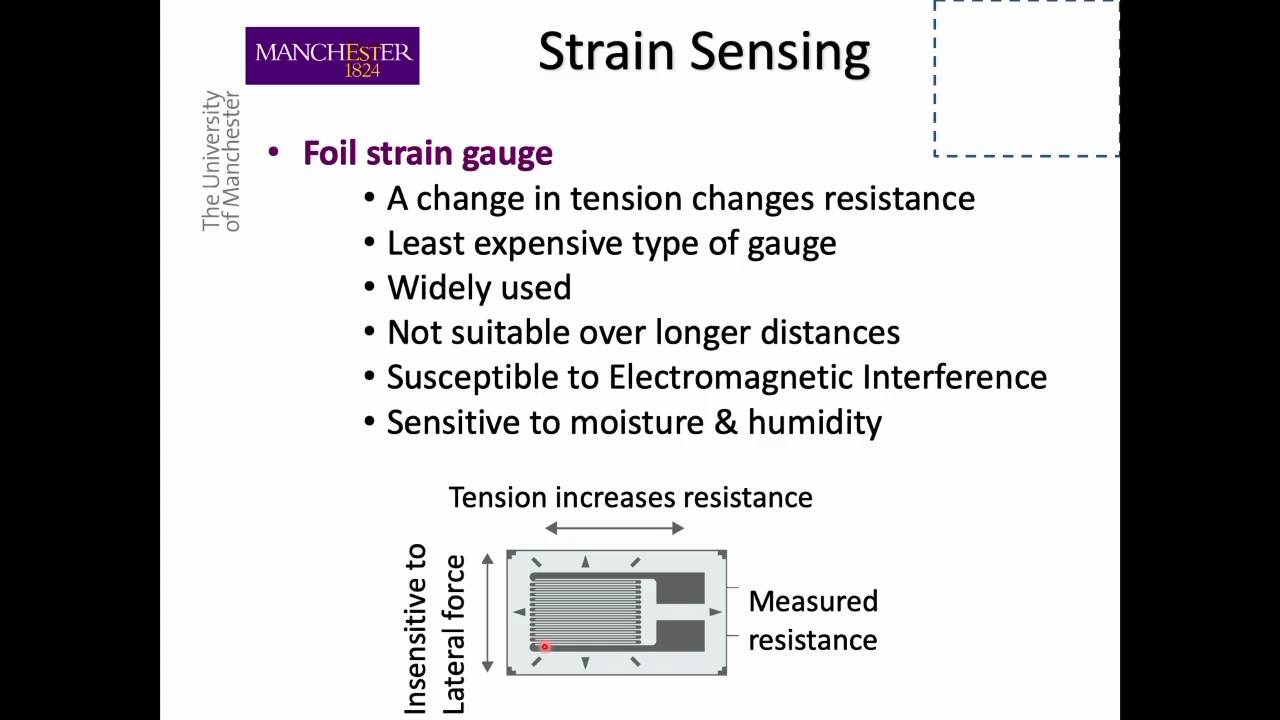 MANCHESTER
1824
The University
of Manchester
Strain Sensing
• Foil strain gauge
• A change in tension changes resistance
• Least expensive type of gauge
• Widely used
• Not suitable over longer distances
• Susceptible to Electromagnetic Interference
• Sensitive to moisture & humidity
Tension increases resistance
Insensitive to
Lateral force
Measured
resistance